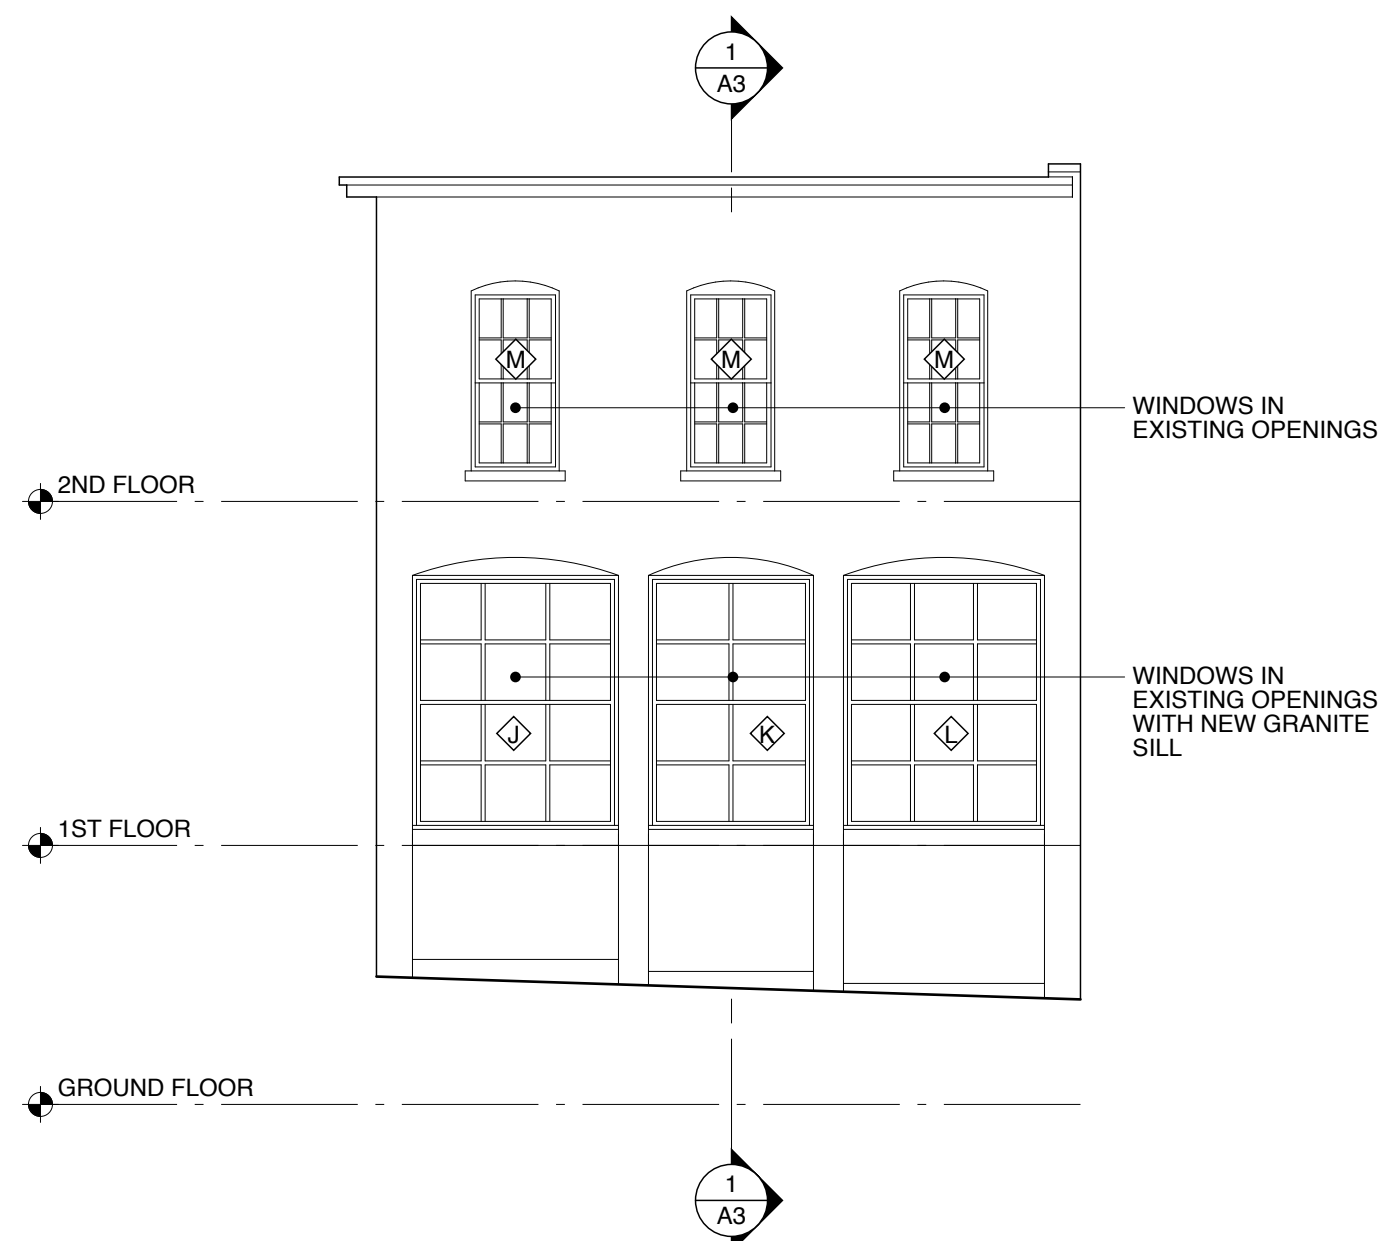 1
A3
M
M
M
WINDOWS IN
EXISTING OPENINGS
2ND FLOOR
WINDOWS IN
EXISTING OPENINGS
WITH NEW GRANITE
SILL
J
K
L
1ST FLOOR
GROUND FLOOR
1
A3